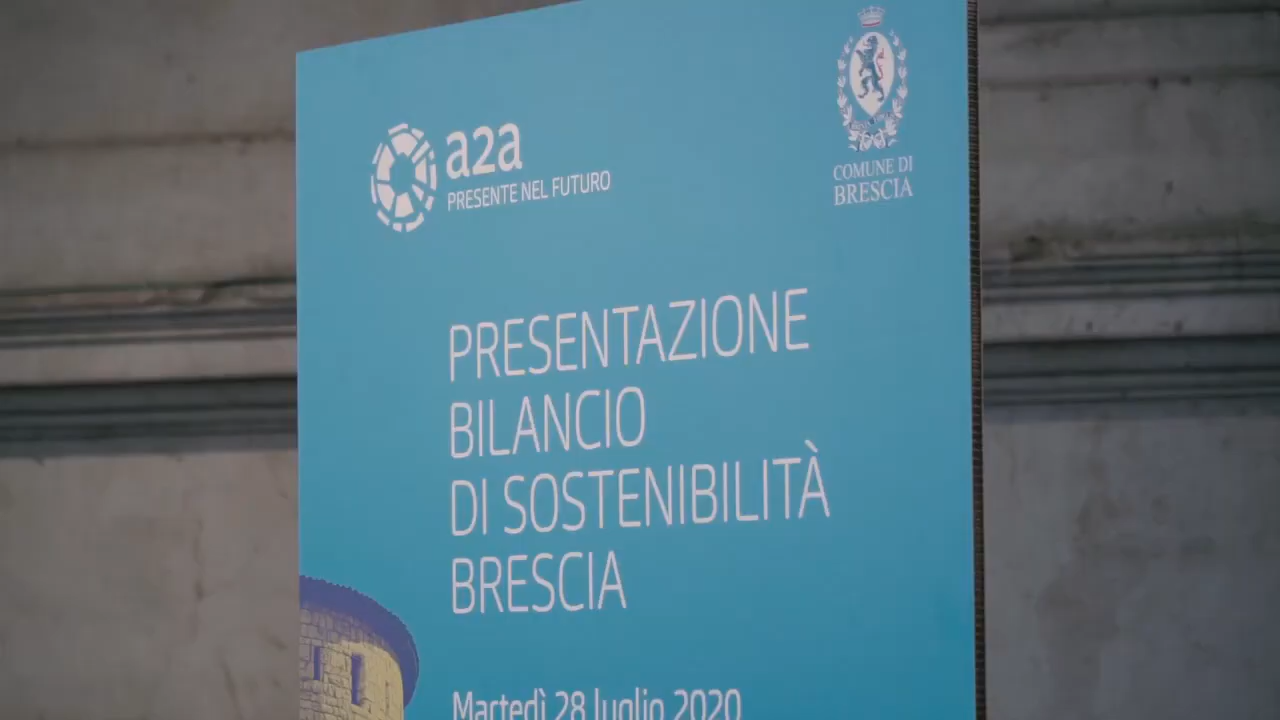 a2a
PRESENTE NEL FUTURO
COMUNE DI
BRESCIA
PRESENTAZIONE
BILANCIO
DI SOSTENIBILITÀ
BRESCIA
Martedì 28 luglio 2020